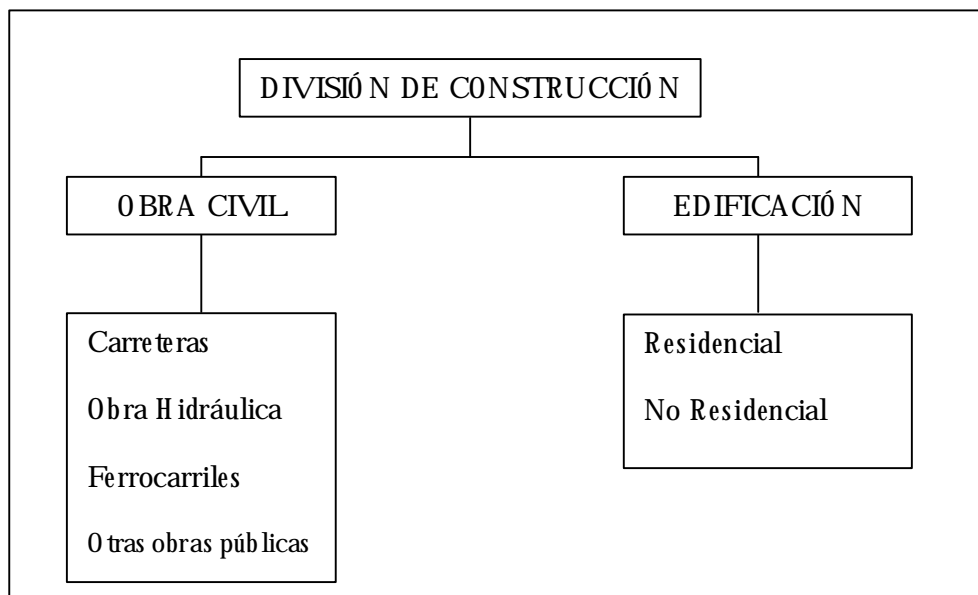 DIVISIÓN DE CONSTRUCCIÓN
OBRA CIVIL
EDIFICACIÓN
Carreteras
Obra Hidráulica
Ferrocarriles
Otras obras públicas
Residencial
No Residencial